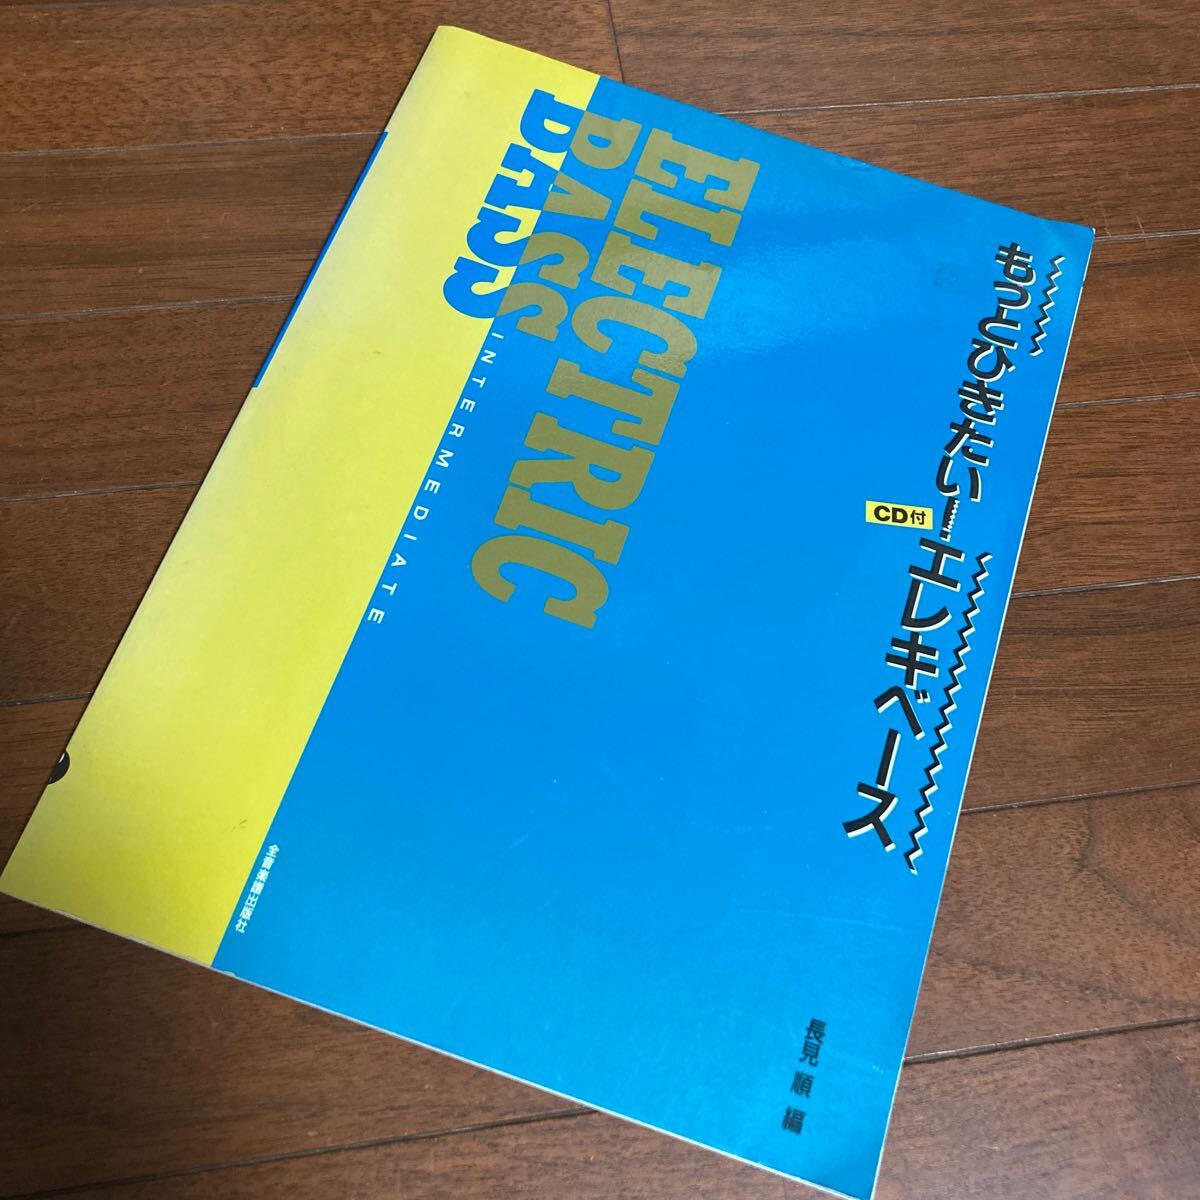 もっとひきたい!エレキベース
CD付
ELECTRIC
BASS
INTERMEDIATE
長見 順 編
全音楽譜出版社